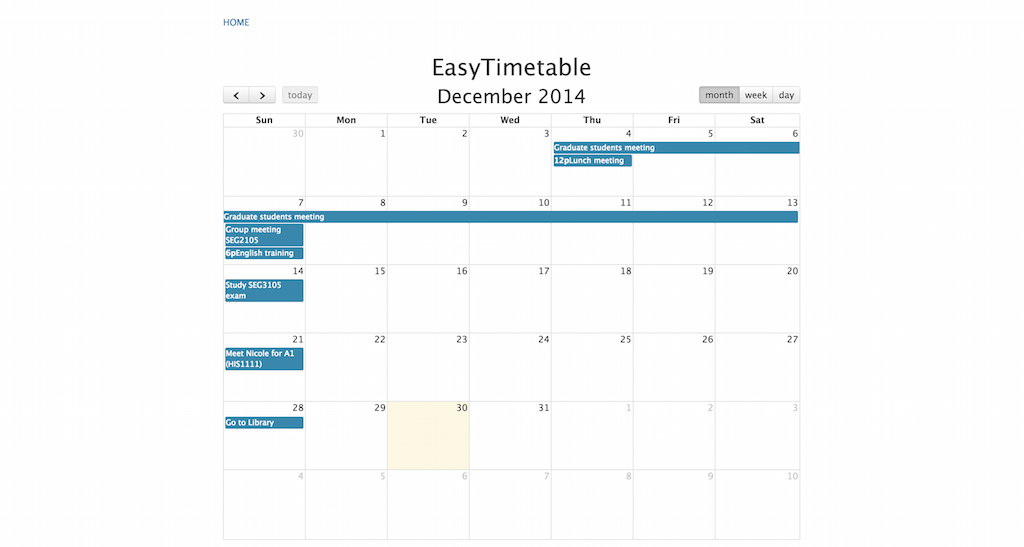 HOME
EasyTimetable
today
December 2014
month week day
Sun Mon Tue Wed Thu Fri Sat
30 1 2 3 4 5 6
Graduate students meeting
12pLunch meeting
7 8 9 10 11 12 13
Graduate students meeting
Group meeting
SEG2105
6pEnglish training
14 15 16 17 18 19 20
Study SEG3105
exam
21 22 23 24 25 26 27
Meet Nicole for A1
(HIS1111)
28 29 30 31 1 2 3
Go to Library
4 5 6 7 8 9 10